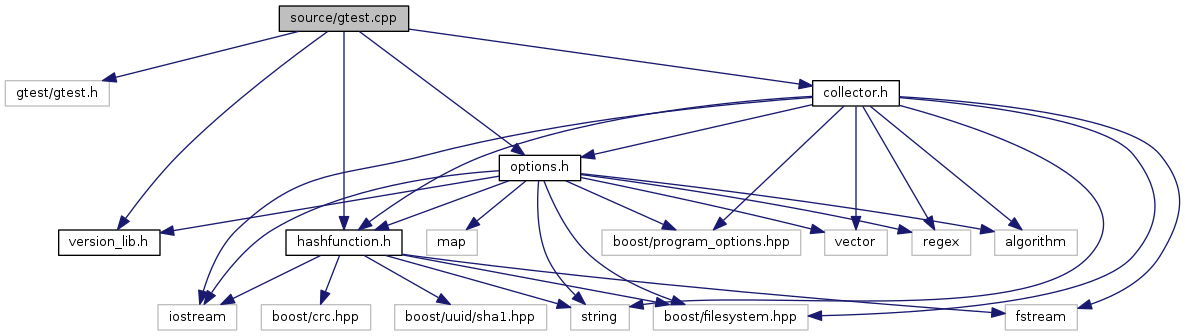 source/gtest.cpp
gtest/gtest.h
collector.h
options.h
version_lib.h
hashfunction.h
map
boost/program_options.hpp
vector
regex
algorithm
iostream
boost/crc.hpp
boost/uuid/sha1.hpp
string
boost/filesystem.hpp
fstream